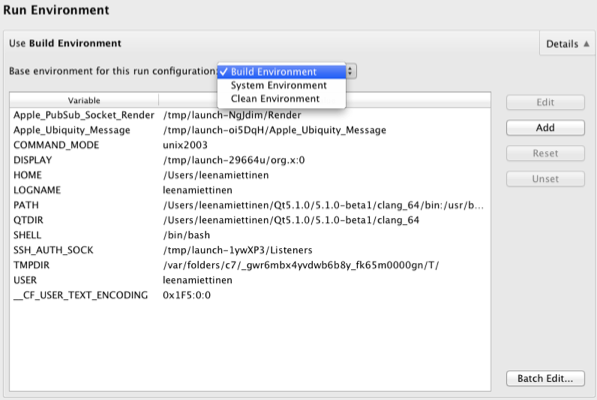 Run Environment
Use Build Environment
Details
Base environment for this run configuration
Build Environment
System Environment
Clean Environment
Variable
Apple_PubSub_Socket_Render /tmp/launch-NgJdim/Render
Apple_Ubiquity_Message /tmp/launch-oi5DqH/Apple_Ubiquity_Message
COMMAND_MODE unix2003
DISPLAY /tmp/launch-29664u/org.x:0
HOME /Users/leenamiettinen
LOGNAME leenamiettinen
PATH /Users/leenamiettinen/Qt5.1.0/5.1.0-beta1/clang_64/bin:/usr/b...
QTDIR /Users/leenamiettinen/Qt5.1.0/5.1.0-beta1/clang_64
SHELL /bin/bash
SSH_AUTH_SOCK /tmp/launch-1ywXP3/Listeners
TMPDIR /var/folders/c7/_gwr6mbx4yvdwb6b8y_fk65m0000gn/T/
USER leenamiettinen
__CF_USER_TEXT_ENCODING 0x1F5:0:0
Edit
Add
Reset
Unset
Batch Edit...